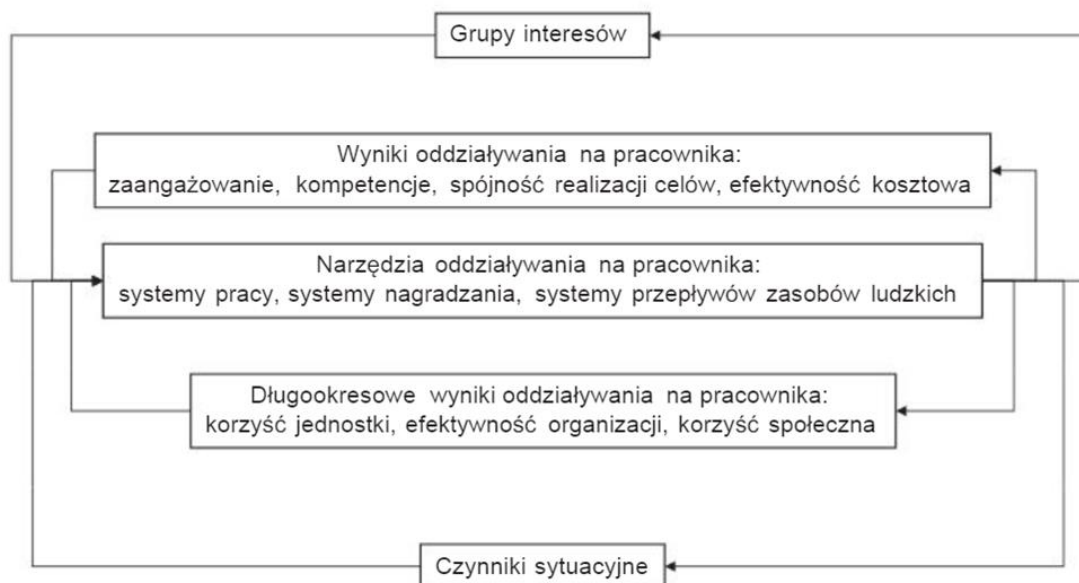 Grupy interesów
Wyniki oddziaływania na pracownika:
zaangażowanie, kompetencje, spójność realizacji celów, efektywność kosztowa
Narzędzia oddziaływania na pracownika:
systemy pracy, systemy nagradzania, systemy przepływów zasobów ludzkich
Długookresowe wyniki oddziaływania na pracownika:
korzyść jednostki, efektywność organizacji, korzyść społeczna
Czynniki sytuacyjne